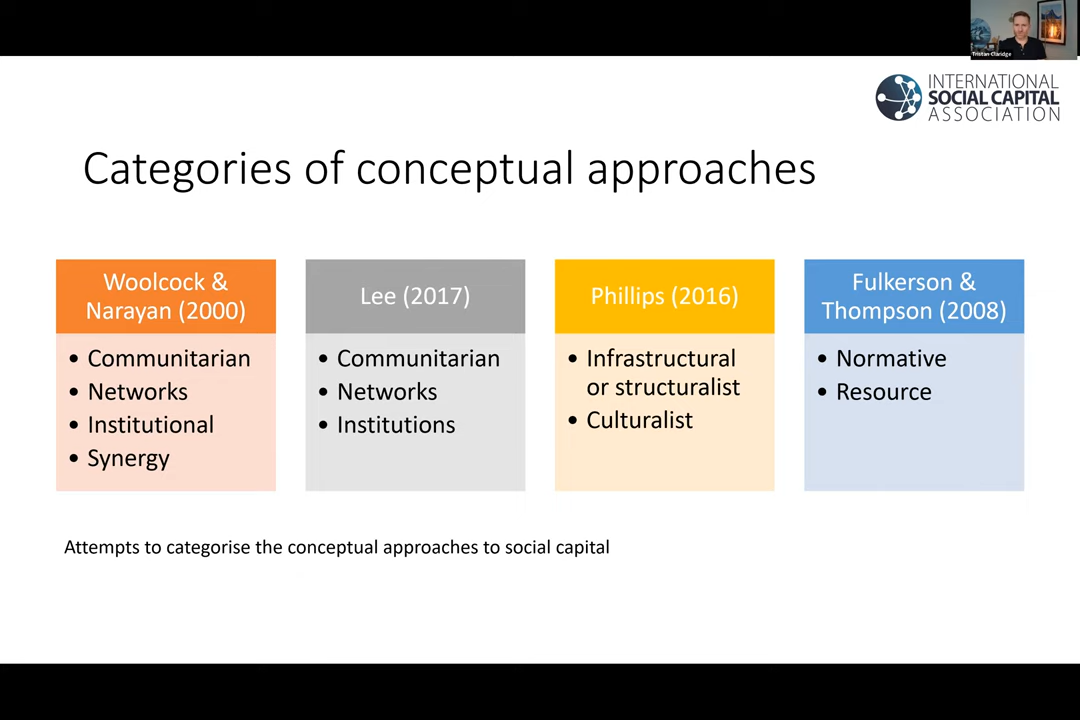 Tristan Claridge
INTERNATIONAL
SOCIAL CAPITAL
ASSOCIATION
Categories of conceptual approaches
Woolcock &
Narayan (2000)
• Communitarian
• Networks
• Institutional
• Synergy
Lee (2017)
• Communitarian
• Networks
• Institutions
Phillips (2016)
• Infrastructural
or structuralist
• Culturalist
Fulkerson &
Thompson (2008)
• Normative
• Resource
Attempts to categorise the conceptual approaches to social capital